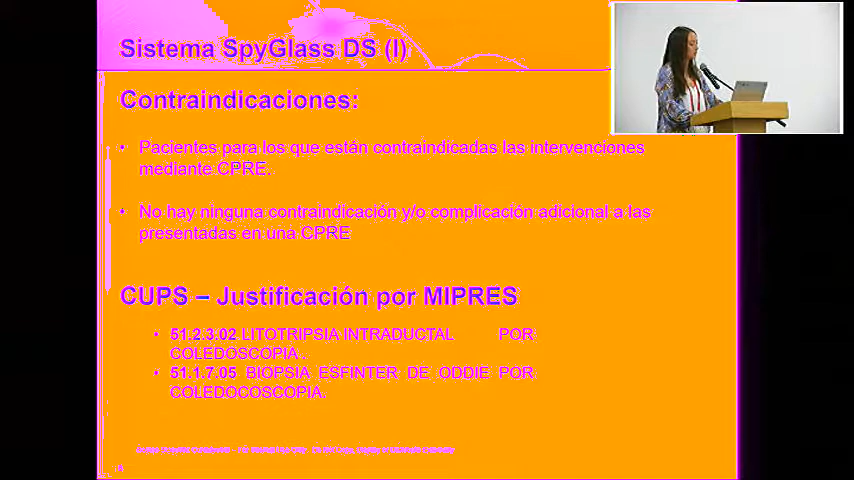 Sistema SpyGlass DS (I)
Contraindicaciones:
• Pacientes para los que están contraindicadas las intervenciones
mediante CPRE.
• No hay ninguna contraindicación y/o complicación adicional a las
presentadas en una CPRE
CUPS – Justificación por MIPRES
• 51.2.3.02 LITOTRIPSIA INTRADUCTAL POR
COLEDOSCOPIA .
• 51.1.7.05 BIOPSIA ESFINTER DE ODDIE POR
COLEDOCOSCOPIA.